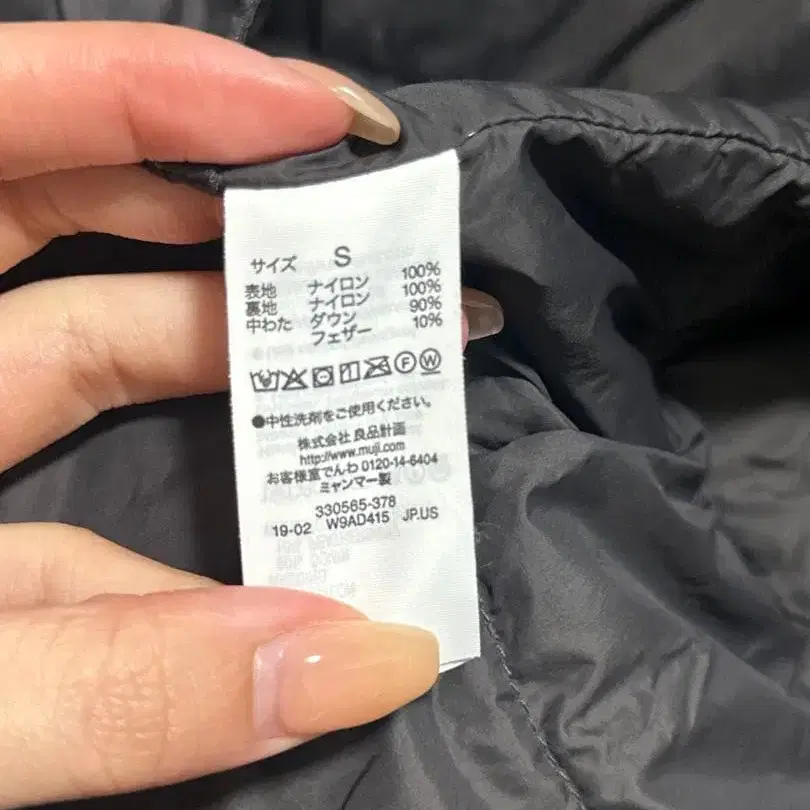 サイズ S
表地 ナイロン 100%
裏地 ナイロン 100%
中わた ダウン 90%
フェザー 10%
F W
●中性洗剤をご使用ください。
株式会社 良品計画
http://www.muji.com
お客様室でんわ 0120-14-6404
ミャンマー製
330565-378
19-02 W9AD415 JP.US